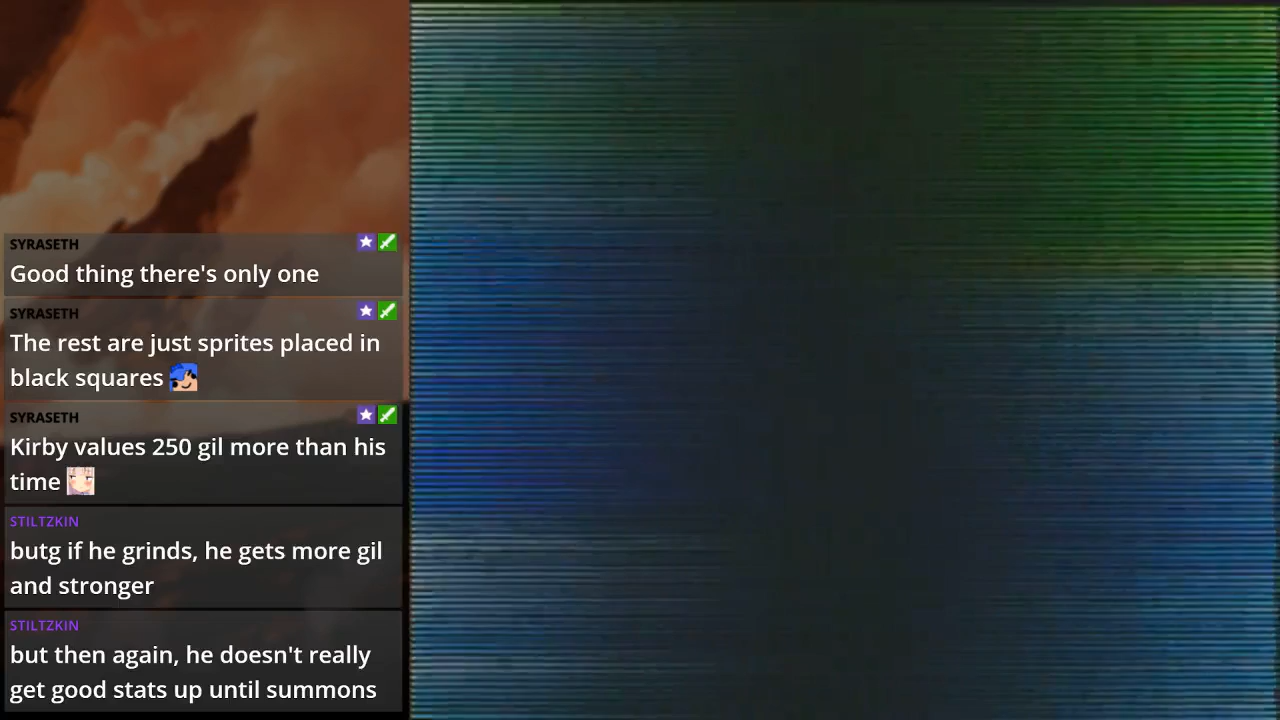 SYRASETH
Good thing there's only one
SYRASETH
The rest are just sprites placed in
black squares
SYRASETH
Kirby values 250 gil more than his
time
STILTZKIN
butg if he grinds, he gets more gil
and stronger
STILTZKIN
but then again, he doesn't really
get good stats up until summons